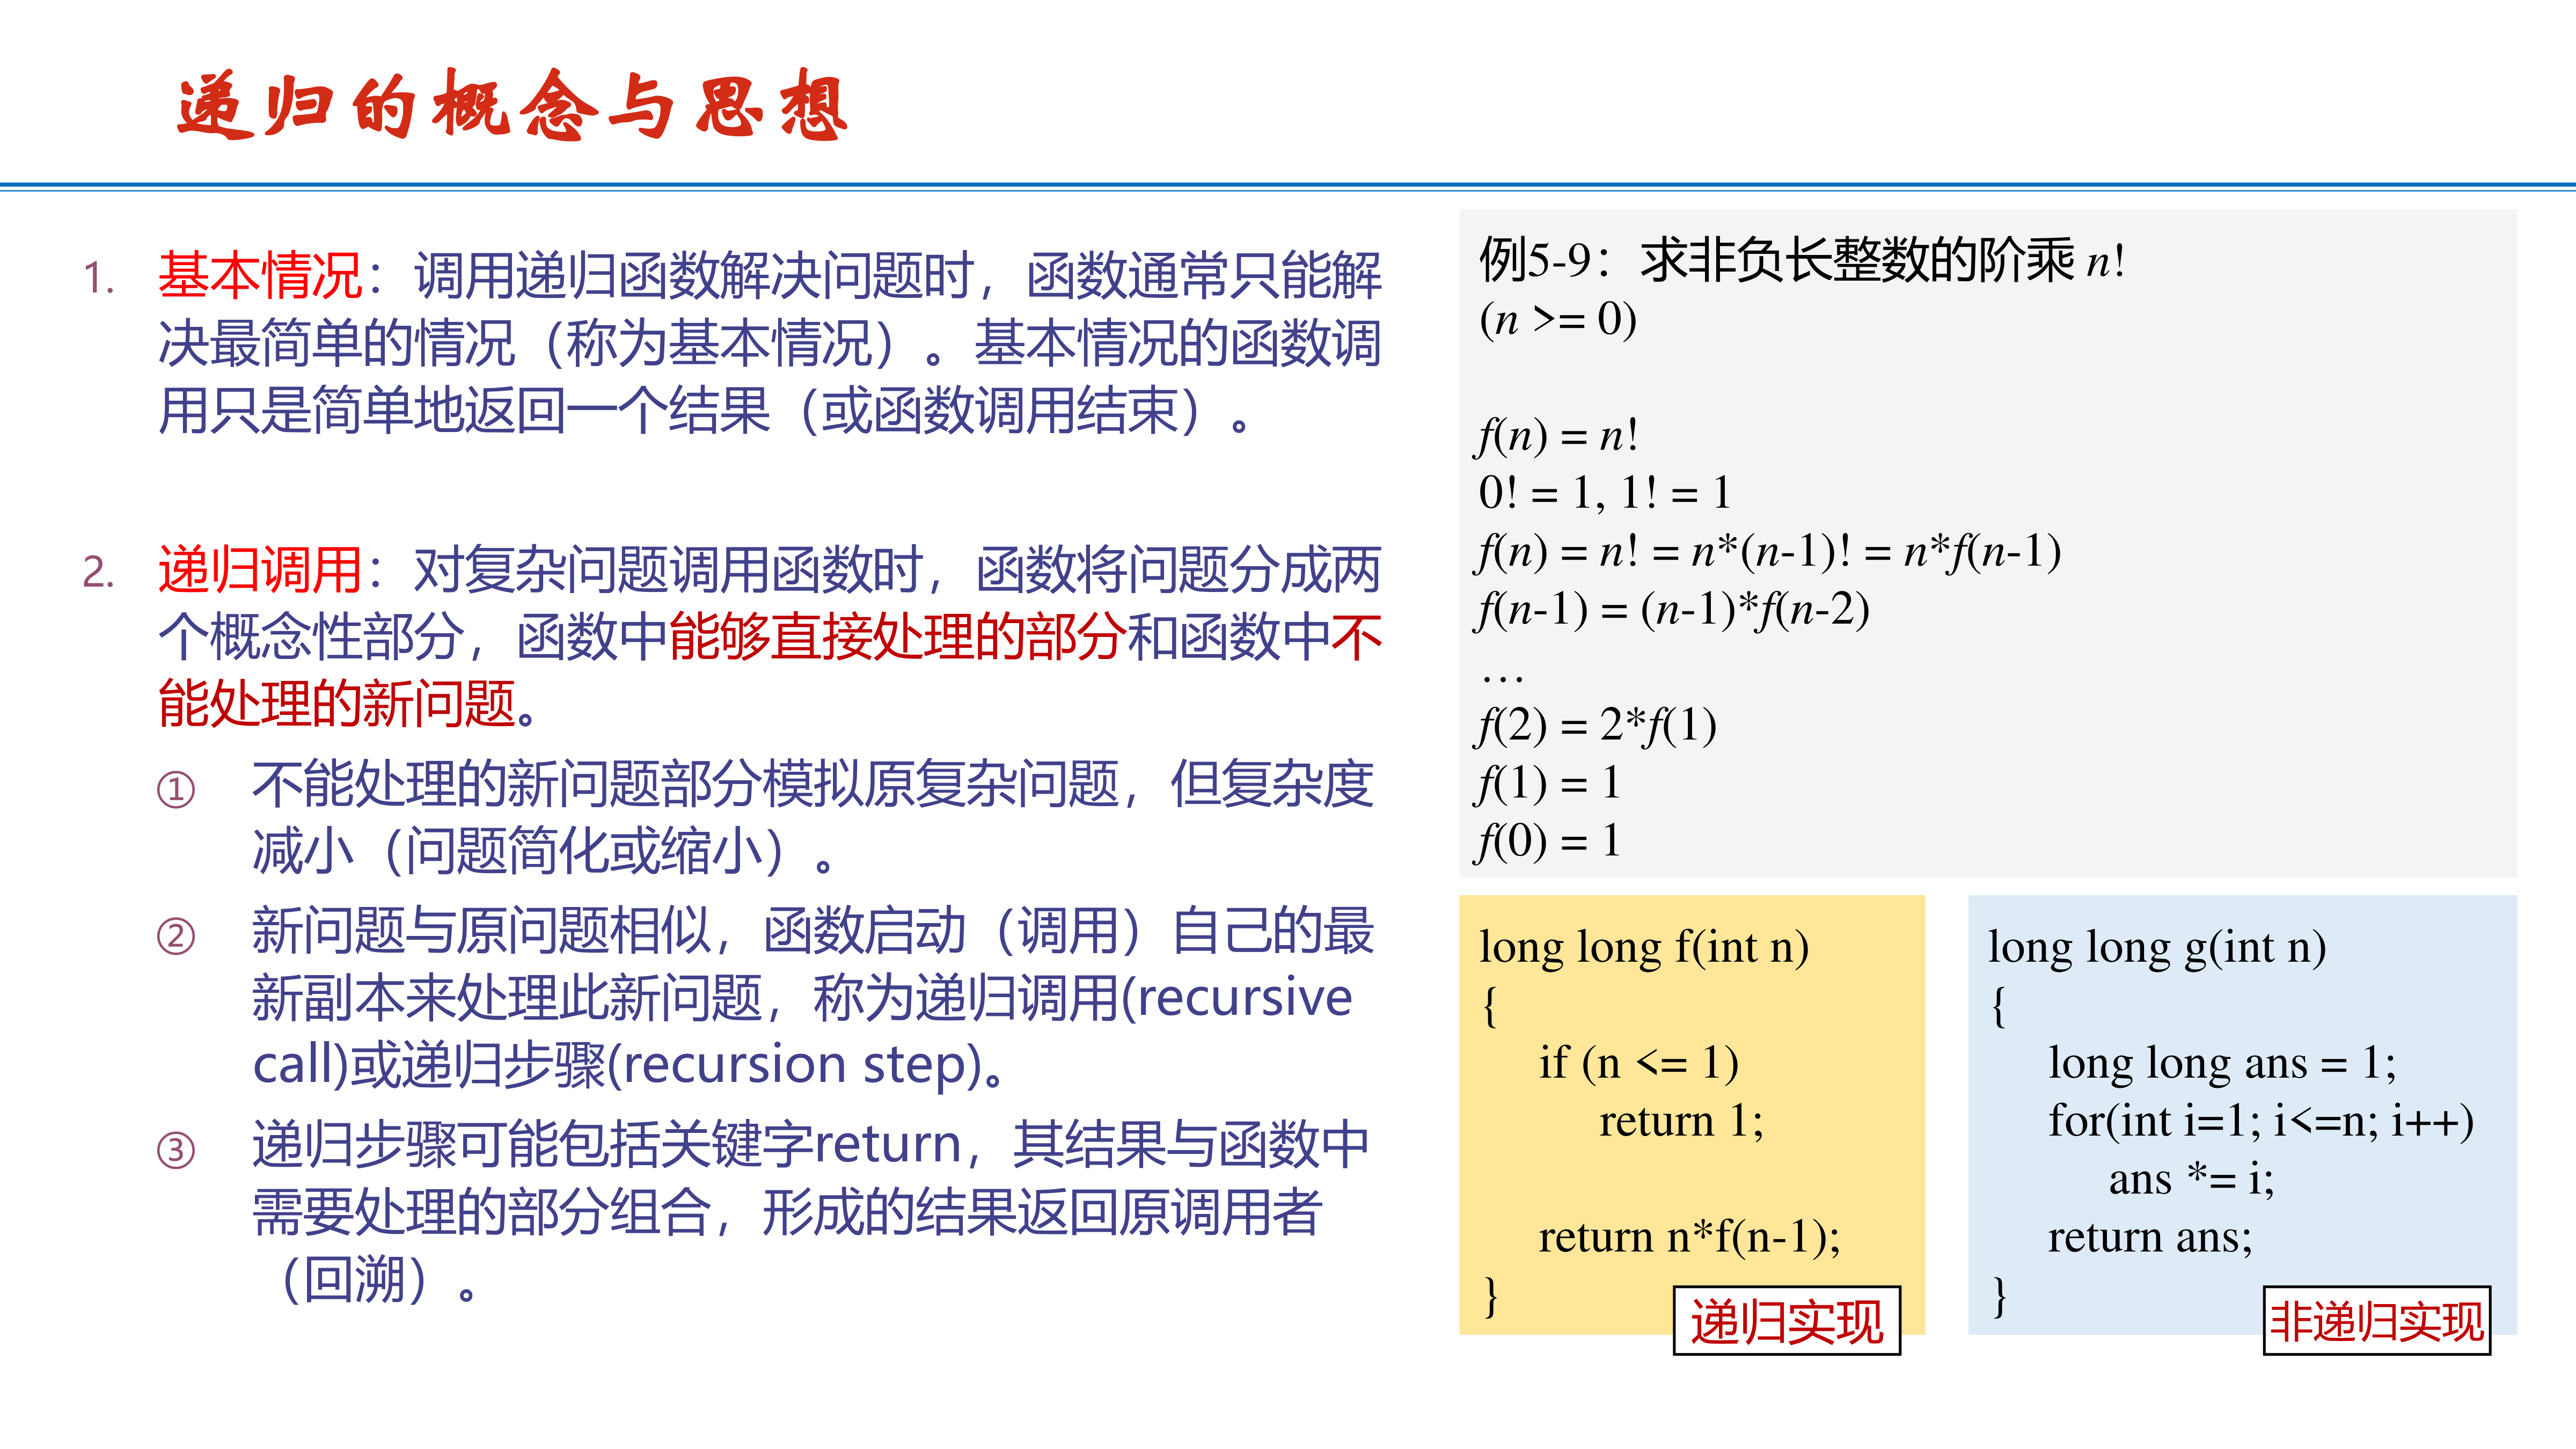 递归的概念与思想
1. 基本情况：调用递归函数解决问题时，函数通常只能解
决最简单的情况（称为基本情况）。基本情况的函数调
用只是简单地返回一个结果（或函数调用结束）。
2. 递归调用：对复杂问题调用函数时，函数将问题分成两
个概念性部分，函数中能够直接处理的部分和函数中不
能处理的新问题。
① 不能处理的新问题部分模拟原复杂问题，但复杂度
减小（问题简化或缩小）。
② 新问题与原问题相似，函数启动（调用）自己的最
新副本来处理此新问题，称为递归调用(recursive
call)或递归步骤(recursion step)。
③ 递归步骤可能包括关键字return，其结果与函数中
需要处理的部分组合，形成的结果返回原调用者
（回溯）。
例5-9：求非负长整数的阶乘 n!
(n >= 0)
f(n) = n!
0! = 1, 1! = 1
f(n) = n! = n*(n-1)! = n*f(n-1)
f(n-1) = (n-1)*f(n-2)
…
f(2) = 2*f(1)
f(1) = 1
f(0) = 1
long long f(int n)
{
if (n <= 1)
return 1;
return n*f(n-1);
}
递归实现
long long g(int n)
{
long long ans = 1;
for(int i=1; i<=n; i++)
ans *= i;
return ans;
}
非递归实现